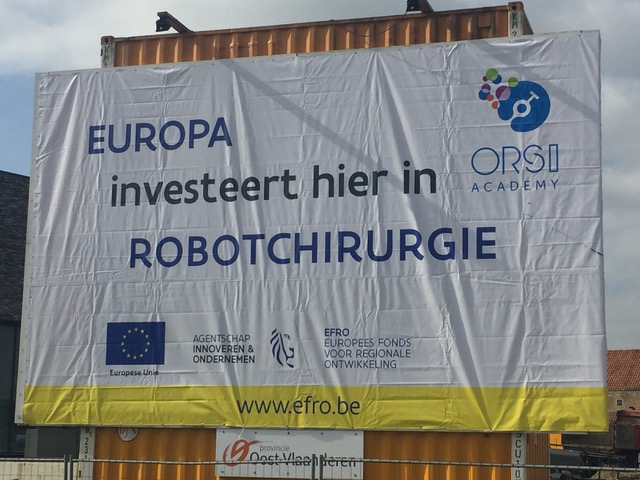 EUROPA
investeert hier in
ROBOTCHIRURGIE
ORSI
ACADEMY
Europese Unie
AGENTSCHAP
INNOVEREN &
ONDERNEMEN
EFRO
EUROPEES FONDS
VOOR REGIONALE
ONTWIKKELING
www.efro.be
provincie
Oost-Vlaanderen